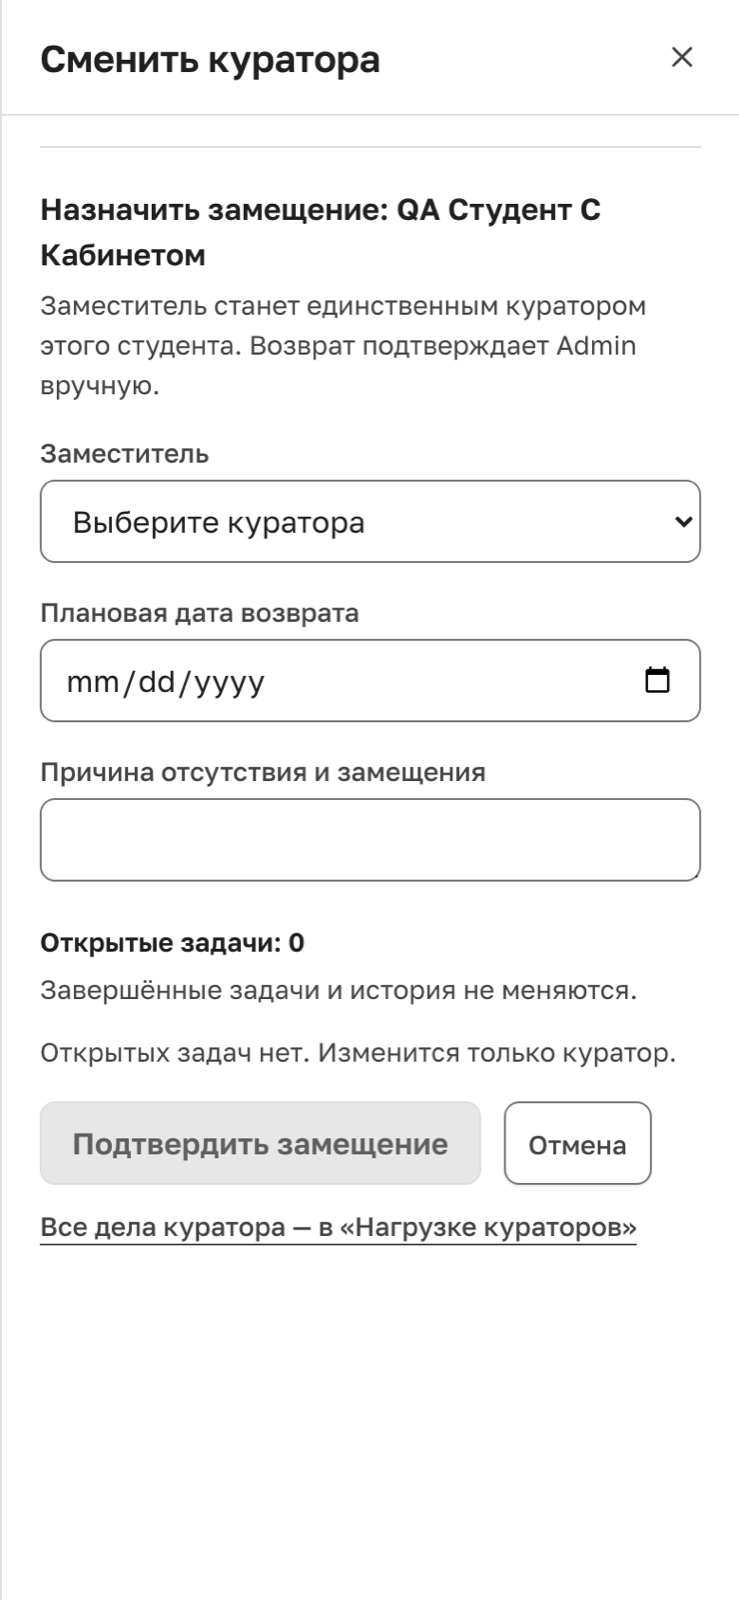 Сменить куратора
Назначить замещение: QA Студент С
Кабинетом
Заместитель станет единственным куратором
этого студента. Возврат подтверждает Admin
вручную.
Заместитель
Выберите куратора
Плановая дата возврата
mm/dd/yyyy
Причина отсутствия и замещения
Открытые задачи: 0
Завершённые задачи и история не меняются.
Открытых задач нет. Изменится только куратор.
Подтвердить замещение
Отмена
Все дела куратора — в «Нагрузке кураторов»